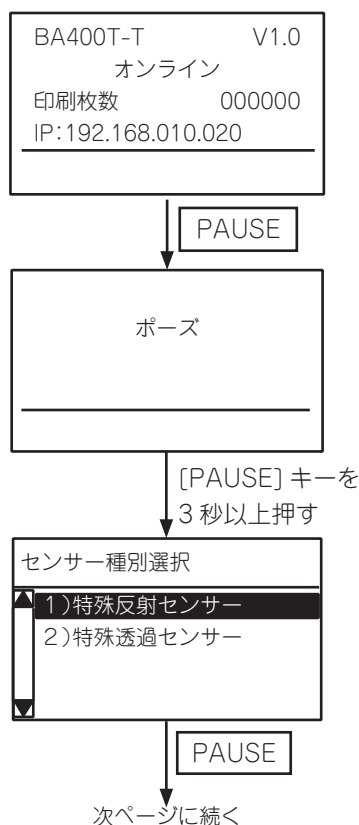 BA400T-T V1.0
オンライン
印刷枚数 000000
IP:192.168.010.020
PAUSE
ポーズ
[PAUSE] キーを
3 秒以上押す
センサー種別選択
1)特殊反射センサー
2)特殊透過センサー
PAUSE
次ページに続く